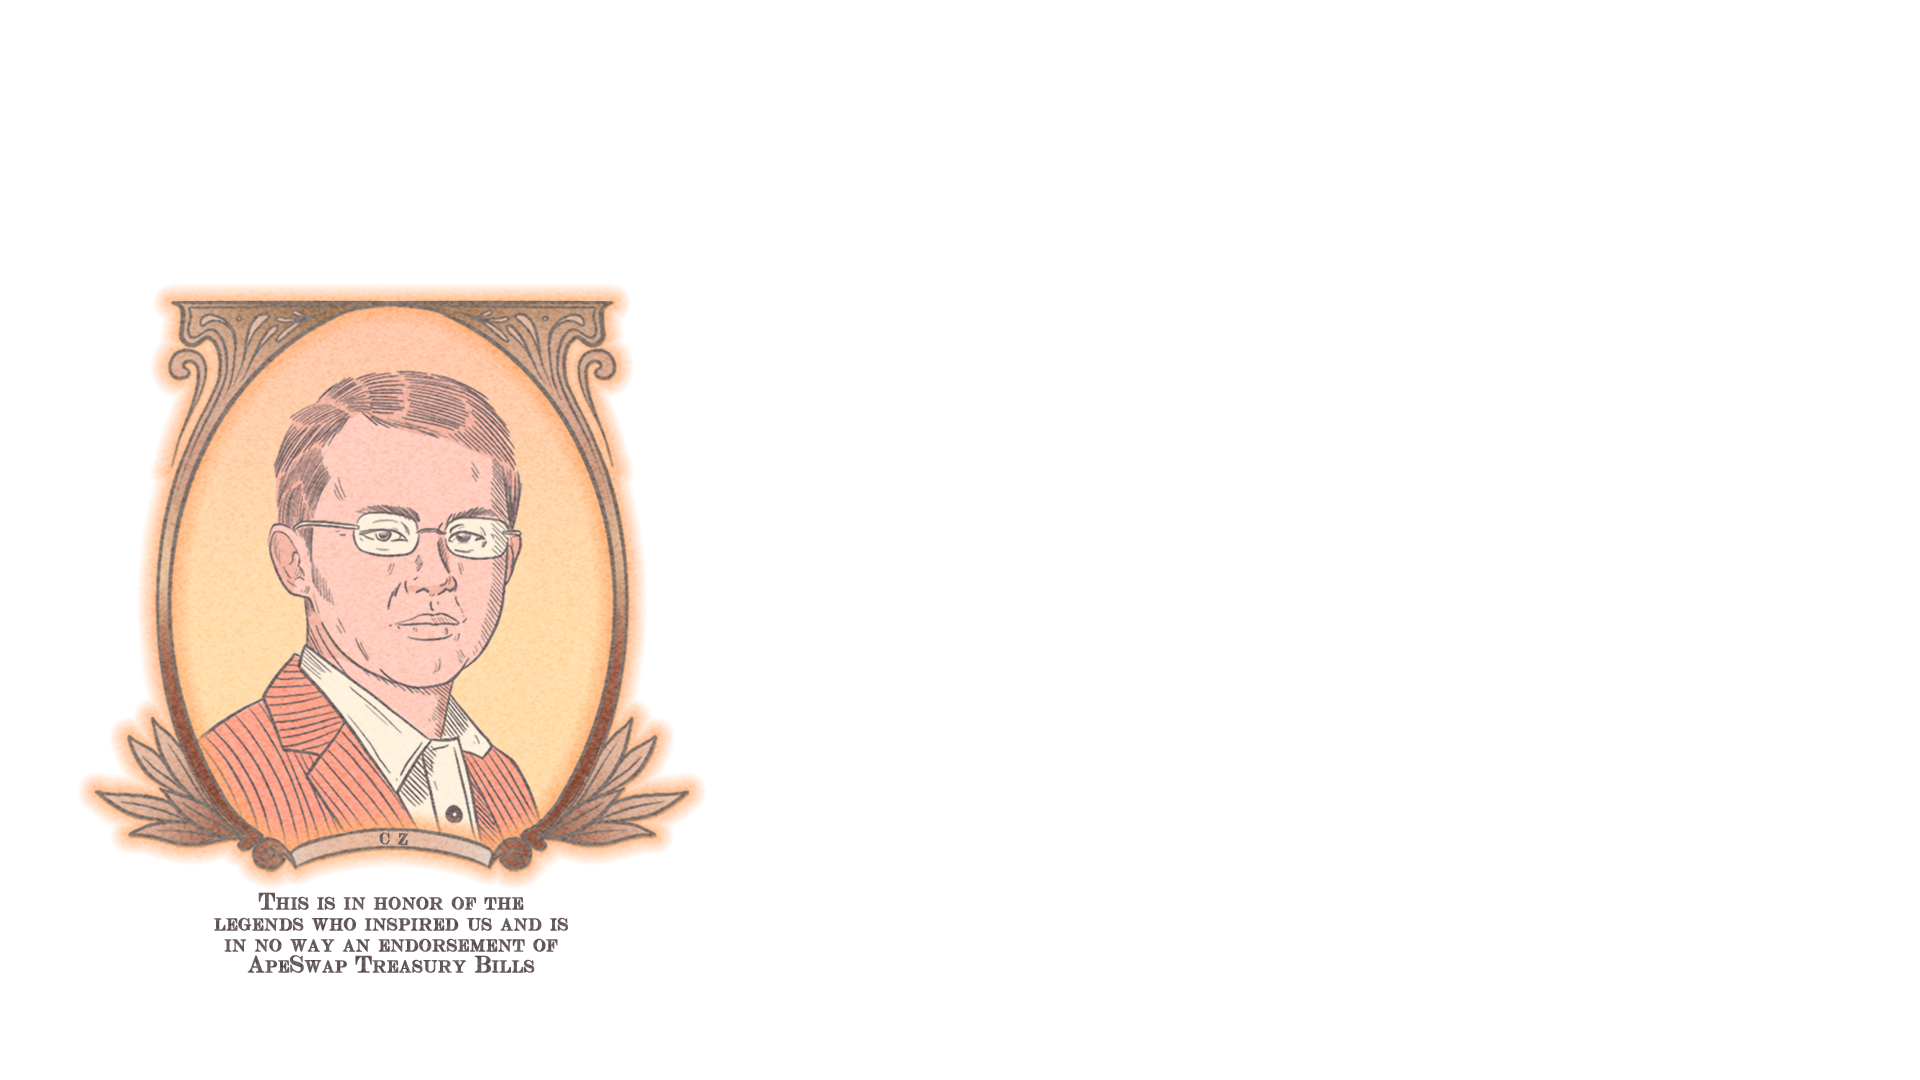 C Z
This is in honor of the
legends who inspired us and is
in no way an endorsement of
ApeSwap Treasury Bills